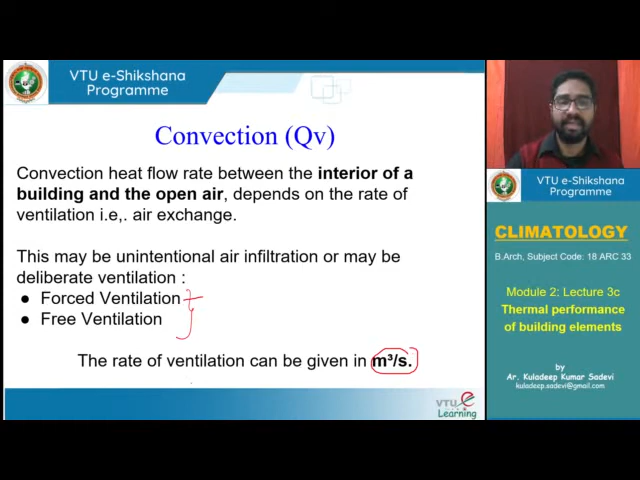 VTU e-Shikshana
Programme
Convection (Qv)
Convection heat flow rate between the interior of a
building and the open air, depends on the rate of
ventilation i.e,. air exchange.
This may be unintentional air infiltration or may be
deliberate ventilation :
● Forced Ventilation
● Free Ventilation
The rate of ventilation can be given in m³/s.
VTU e
Learning
VTU e-Shikshana
Programme
CLIMATOLOGY
B.Arch, Subject Code: 18 ARC 33
Module 2; Lecture 3c
Thermal performance
of building elements
by
Ar. Kuladeep Kumar Sadevi
kuladeep.sadevi@gmail.com